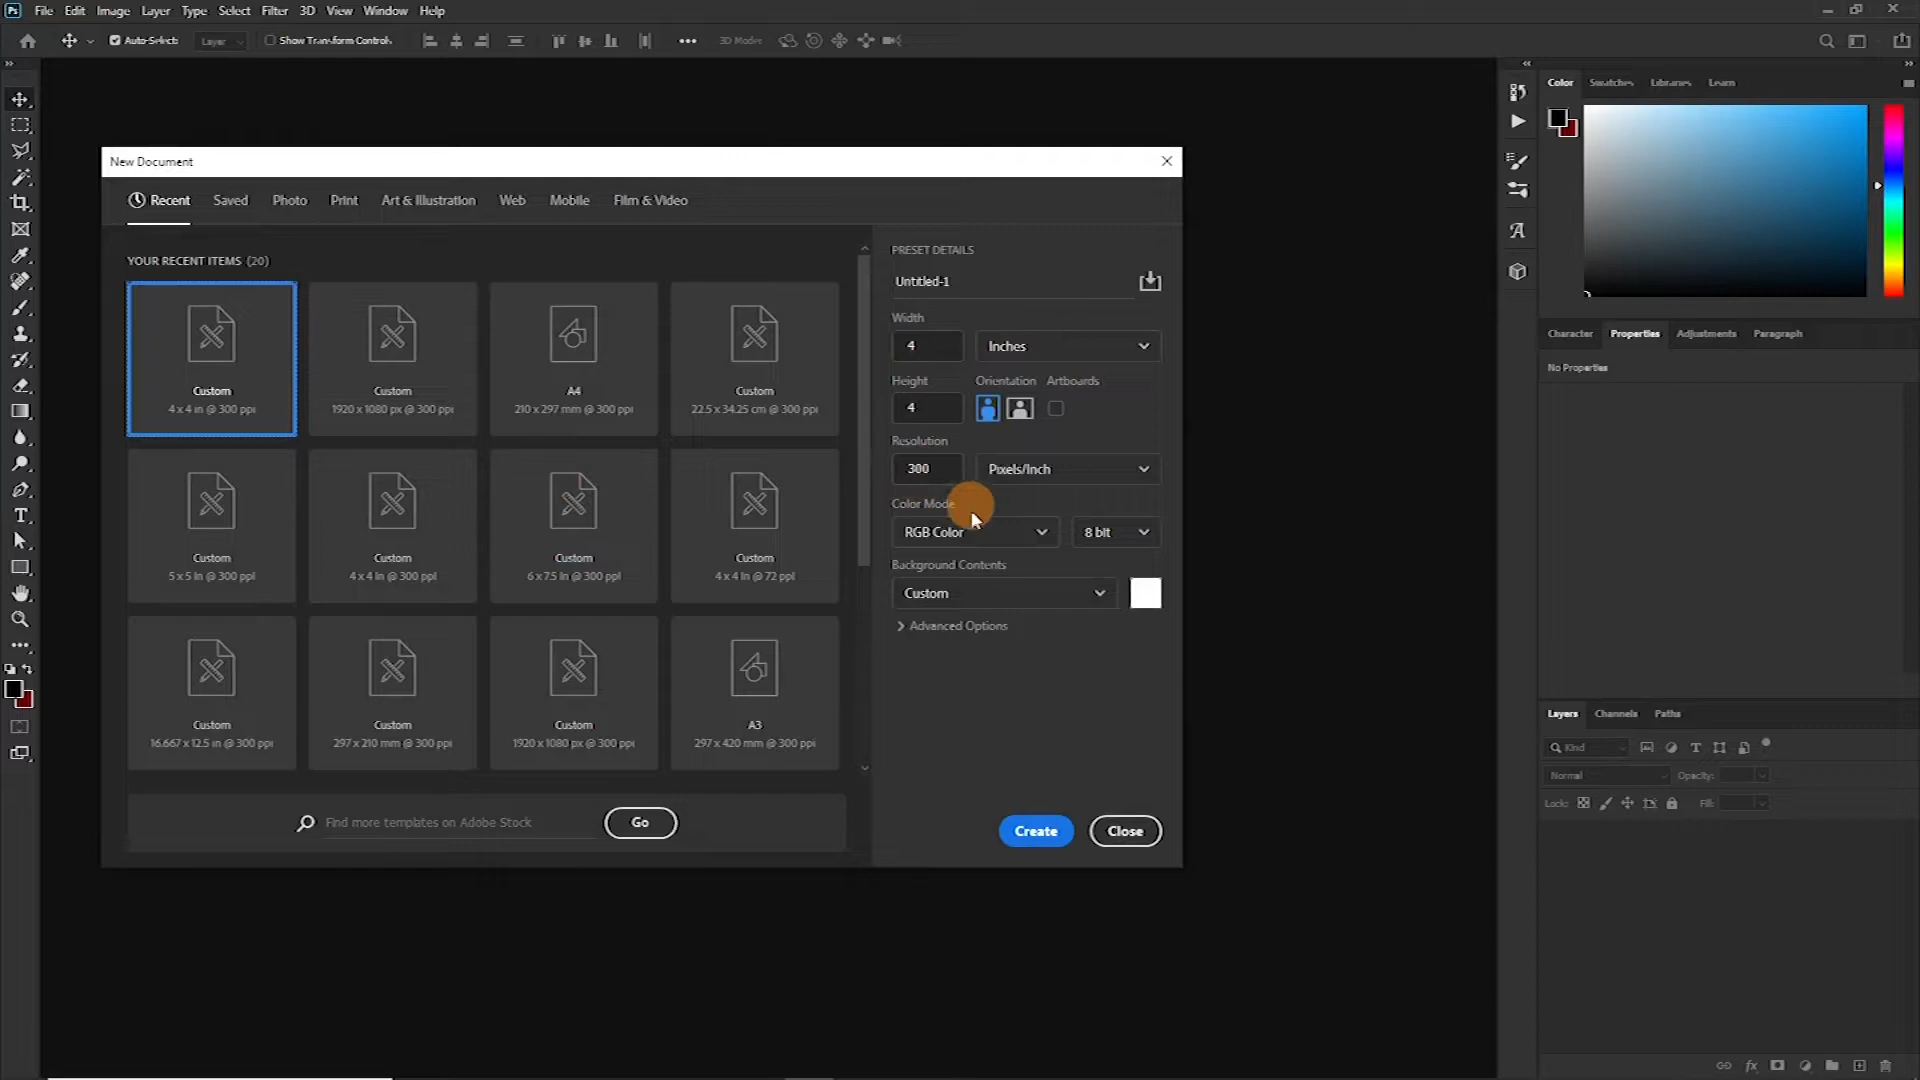 Ps File Edit Image Layer Type Select Filter 3D View Window Help
Auto-Select: Layer Show Transform Controls 3D Mode:
Color Swatches Libraries Learn
New Document
Recent Saved Photo Print Art & Illustration Web Mobile Film & Video
YOUR RECENT ITEMS (20)
Custom
4 x 4 in @ 300 ppi
Custom
1920 x 1080 px @ 300 ppi
A4
210 x 297 mm @ 300 ppi
Custom
22.5 x 34.25 cm @ 300 ppi
Custom
5 x 5 in @ 300 ppi
Custom
4 x 4 in @ 300 ppi
Custom
6 x 7.5 in @ 300 ppi
Custom
4 x 4 in @ 72 ppi
Custom
16.667 x 12.5 in @ 300 ppi
Custom
297 x 210 mm @ 300 ppi
Custom
1920 x 1080 px @ 300 ppi
A3
297 x 420 mm @ 300 ppi
Find more templates on Adobe Stock Go
PRESET DETAILS
Untitled-1
Width
4 Inches
Height Orientation Artboards
4
Resolution
300 Pixels/Inch
Color Mode
RGB Color 8 bit
Background Contents
Custom
Advanced Options
Create Close
Character Properties Adjustments Paragraph
No Properties
Layers Channels Paths
Kind
Normal Opacity:
Lock: Fill:
fx